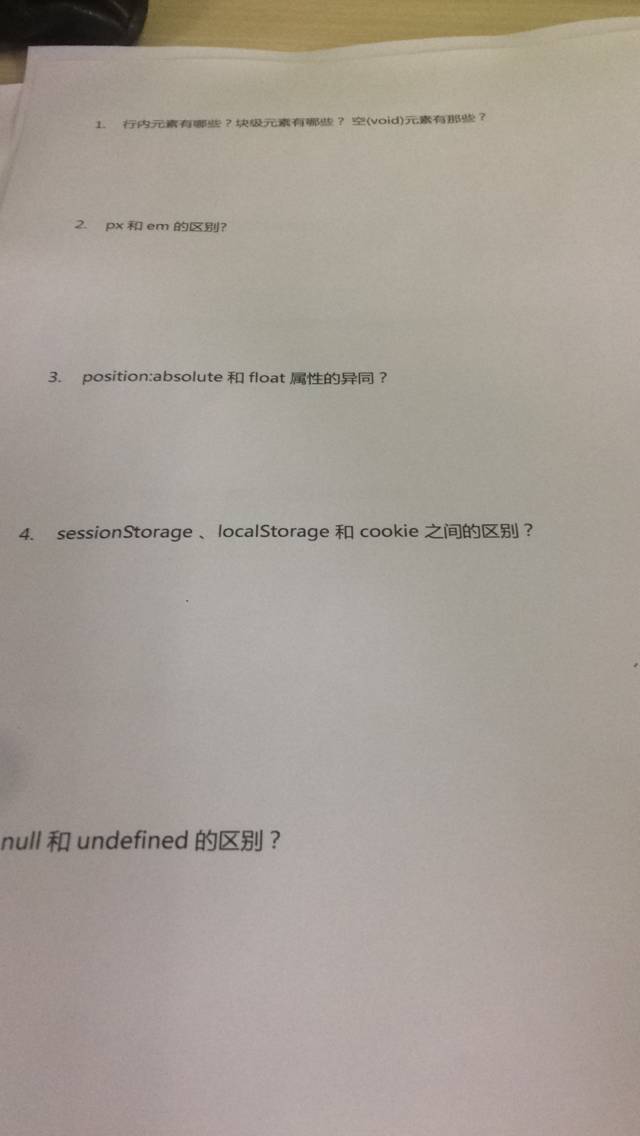 1. 行内元素有哪些？块级元素有哪些？ 空(void)元素有那些？
2. px 和 em 的区别?
3. position:absolute 和 float 属性的异同？
4. sessionStorage 、localStorage 和 cookie 之间的区别？
null 和 undefined 的区别？